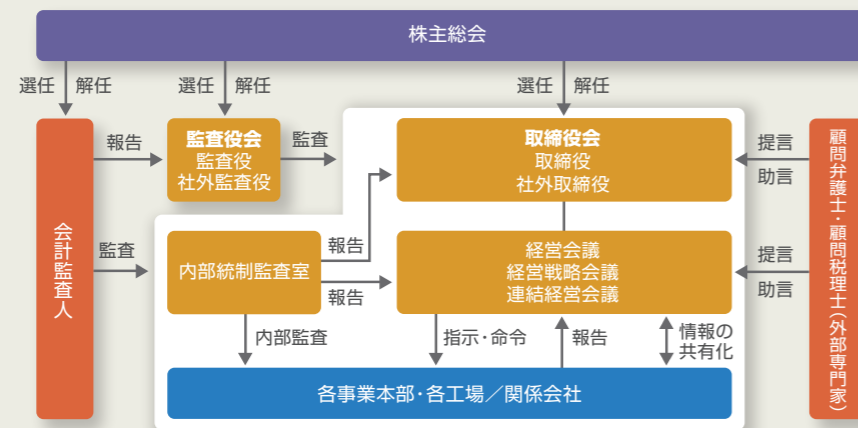 株主総会
選任
解任
選任
解任
選任
解任
会計監査人
報告
監査役会
監査役
社外監査役
監査
取締役会
取締役
社外取締役
提言
助言
顧問弁護士・顧問税理士(外部専門家)
監査
内部統制監査室
報告
報告
経営会議
経営戦略会議
連結経営会議
提言
助言
内部監査
指示・命令
報告
情報の
共有化
各事業本部・各工場／関係会社